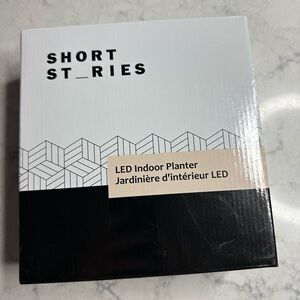 SHORT
ST_RIES
LED Indoor Planter
Jardinière d'intérieur LED